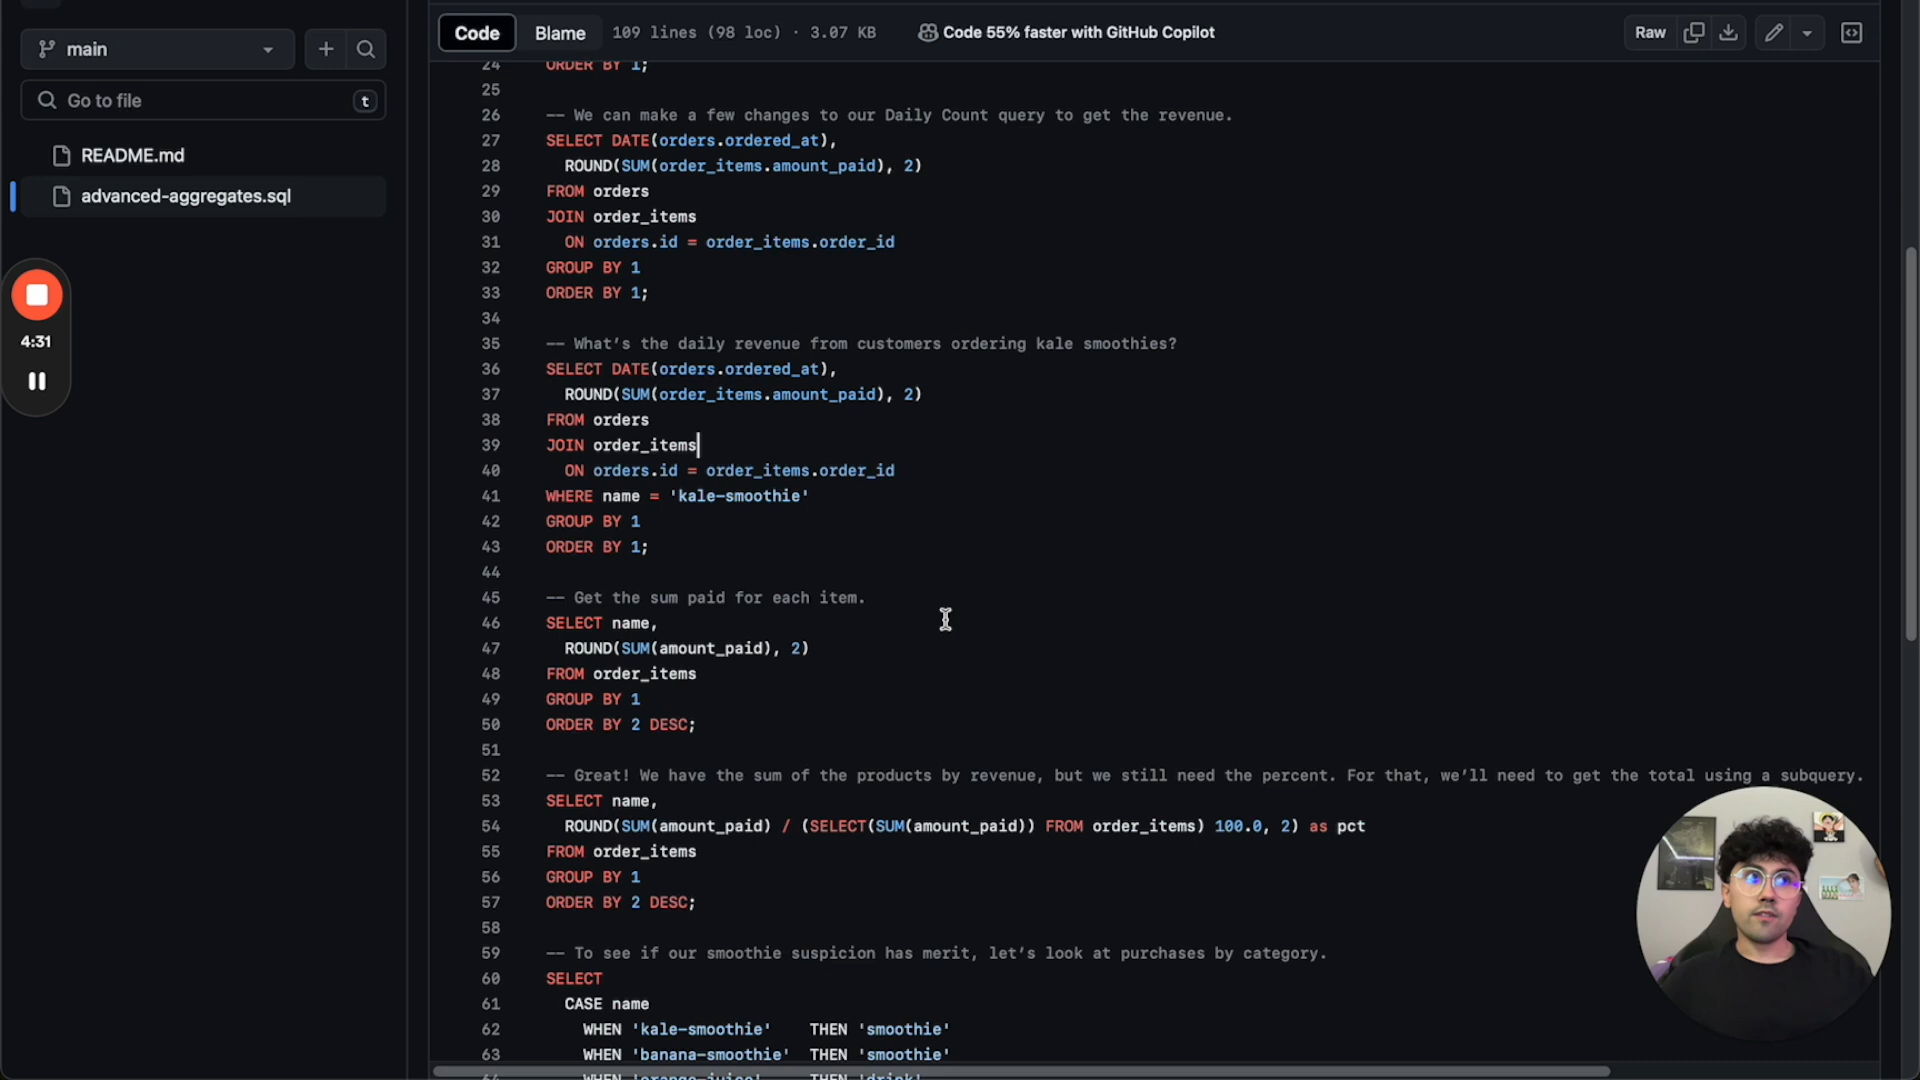 main
Go to file
t
README.md
advanced-aggregates.sql
4:31
Code Blame 109 lines (98 loc) · 3.07 KB Code 55% faster with GitHub Copilot Raw
24 ORDER BY 1;
25
26 -- We can make a few changes to our Daily Count query to get the revenue.
27 SELECT DATE(orders.ordered_at),
28 ROUND(SUM(order_items.amount_paid), 2)
29 FROM orders
30 JOIN order_items
31 ON orders.id = order_items.order_id
32 GROUP BY 1
33 ORDER BY 1;
34
35 -- What's the daily revenue from customers ordering kale smoothies?
36 SELECT DATE(orders.ordered_at),
37 ROUND(SUM(order_items.amount_paid), 2)
38 FROM orders
39 JOIN order_items
40 ON orders.id = order_items.order_id
41 WHERE name = 'kale-smoothie'
42 GROUP BY 1
43 ORDER BY 1;
44
45 -- Get the sum paid for each item.
46 SELECT name,
47 ROUND(SUM(amount_paid), 2)
48 FROM order_items
49 GROUP BY 1
50 ORDER BY 2 DESC;
51
52 -- Great! We have the sum of the products by revenue, but we still need the percent. For that, we'll need to get the total using a subquery.
53 SELECT name,
54 ROUND(SUM(amount_paid) / (SELECT(SUM(amount_paid)) FROM order_items) 100.0, 2) as pct
55 FROM order_items
56 GROUP BY 1
57 ORDER BY 2 DESC;
58
59 -- To see if our smoothie suspicion has merit, let's look at purchases by category.
60 SELECT
61 CASE name
62 WHEN 'kale-smoothie' THEN 'smoothie'
63 WHEN 'banana-smoothie' THEN 'smoothie'
64 WHEN 'orange-juice' THEN 'drink'